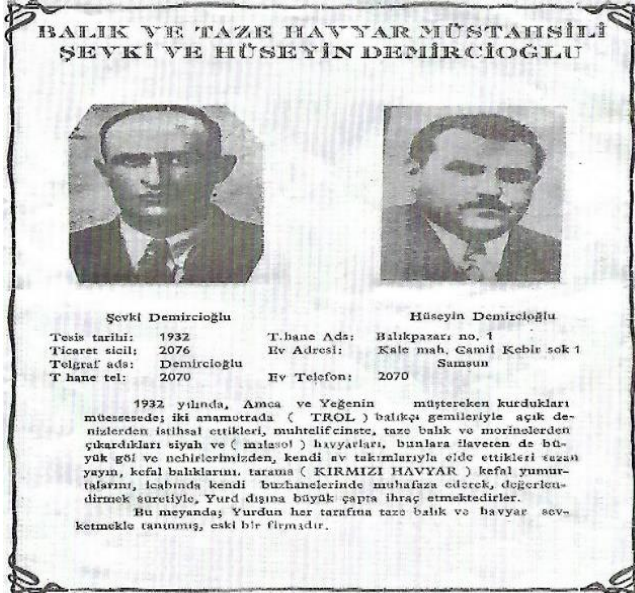 BALIK VE TAZE HAVYAR MÜSTAHSİLİ
ŞEVKİ VE HÜSEYİN DEMİRCİOĞLU
Şevki Demircioğlu
Tesis tarihi: 1932
Ticaret sicil: 2076
Telgraf ads: Demircioğlu
T hane tel: 2070
Hüseyin Demircioğlu
T.hane Ads: Balıkpazarı no. 1
Ev Adresi: Kale mah. Camii Kebir sok 1
Samsun
Ev Telefon: 2070
1932 yılında, Amca ve Yeğenin müştereken kurdukları
müessesede; iki anamotrada ( TROL ) balıkçı gemileriyle açık de-
nizlerden istihsal ettikleri, muhtelif cinste, taze balık ve morinelerden
çıkardıkları siyah ve ( malasol ) havyarları, bunlara ilaveten de bü-
yük göl ve nehirlerimizden, kendi av takımlarıyla elde ettikleri sazan
yayın, kefal balıklarını, tarama ( KIRMIZI HAVYAR ) kefal yumur-
talarını, kendi buzhanelerinde muhafaza ederek, değerlen-
dirmek suretiyle, Yurd dışına büyük çapta ihraç etmektedirler.
Bu meyanda; Yurdun her tarafına taze balık ve havyar sev-
ketmekle tanınmış, eski bir firmadır.